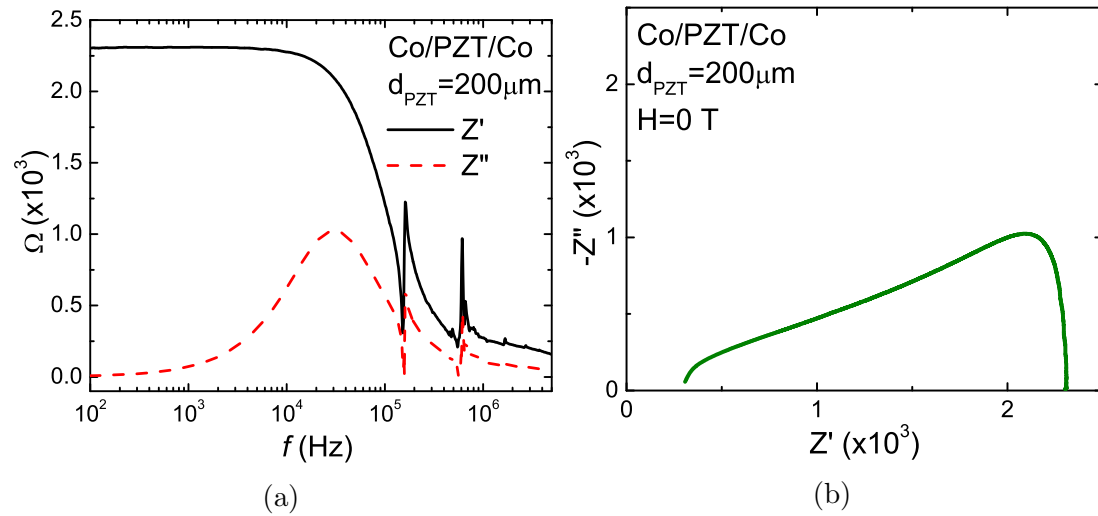 2.5
2.0
1.5
1.0
0.5
0.0
Ω (x10³)
Co/PZT/Co
d_PZT=200μm
Z'
Z"
10² 10³ 10⁴ 10⁵ 10⁶
f (Hz)
(a)
2
1
0
-Z" (x10³)
Co/PZT/Co
d_PZT=200μm
H=0 T
0 1 2
Z' (x10³)
(b)